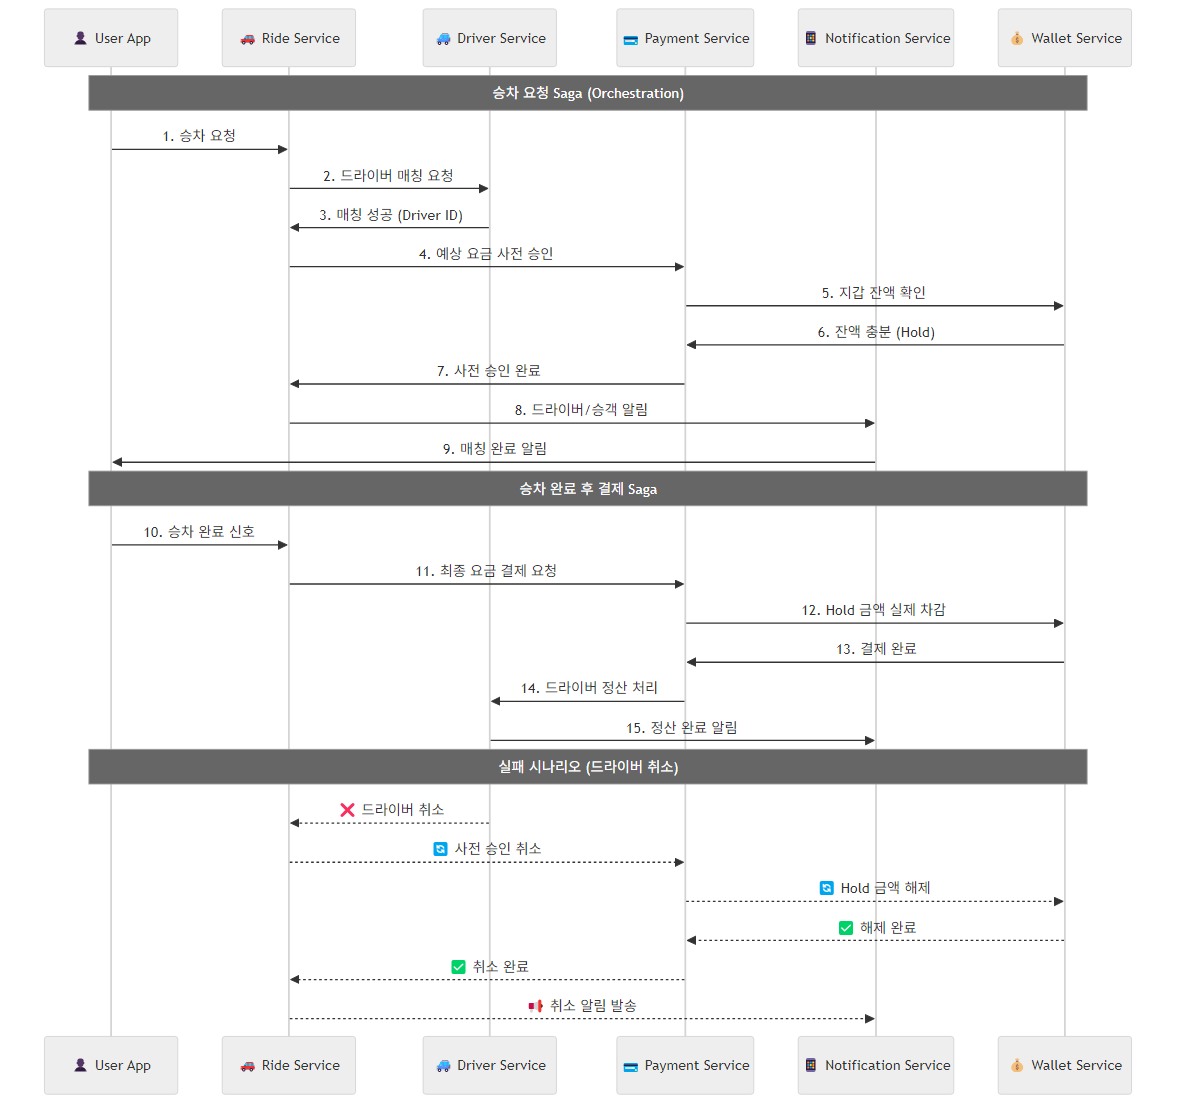 User App
Ride Service
Driver Service
Payment Service
Notification Service
Wallet Service
승차 요청 Saga (Orchestration)
1. 승차 요청
2. 드라이버 매칭 요청
3. 매칭 성공 (Driver ID)
4. 예상 요금 사전 승인
5. 지갑 잔액 확인
6. 잔액 충분 (Hold)
7. 사전 승인 완료
8. 드라이버/승객 알림
9. 매칭 완료 알림
승차 완료 후 결제 Saga
10. 승차 완료 신호
11. 최종 요금 결제 요청
12. Hold 금액 실제 차감
13. 결제 완료
14. 드라이버 정산 처리
15. 정산 완료 알림
실패 시나리오 (드라이버 취소)
❌ 드라이버 취소
🔄 사전 승인 취소
🔄 Hold 금액 해제
✅ 해제 완료
✅ 취소 완료
📢 취소 알림 발송
User App
Ride Service
Driver Service
Payment Service
Notification Service
Wallet Service